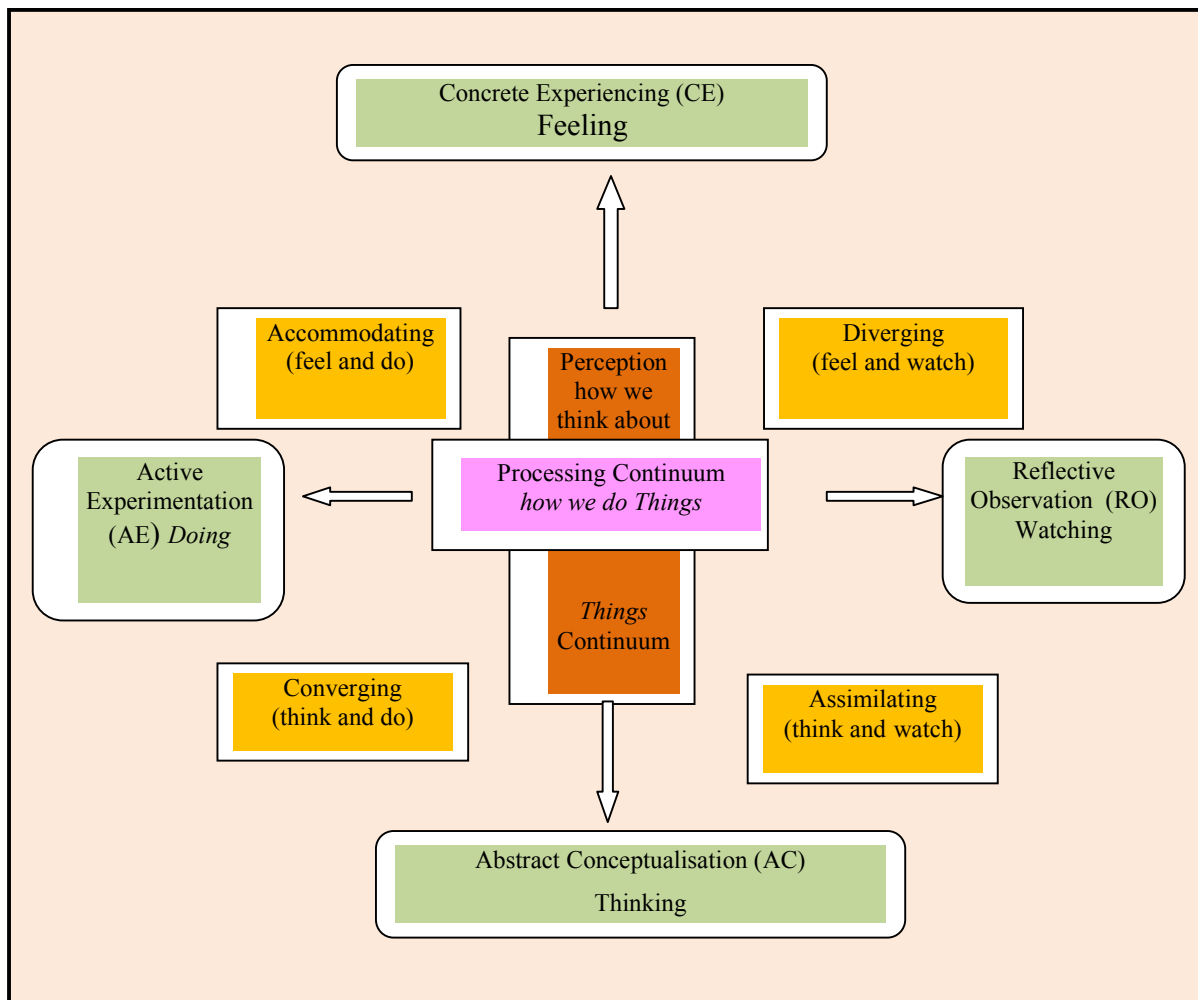 Concrete Experiencing (CE)
Feeling
Accommodating
(feel and do)
Diverging
(feel and watch)
Perception
how we
think about
Active
Experimentation
(AE) Doing
Processing Continuum
how we do Things
Reflective
Observation (RO)
Watching
Things
Continuum
Converging
(think and do)
Assimilating
(think and watch)
Abstract Conceptualisation (AC)
Thinking